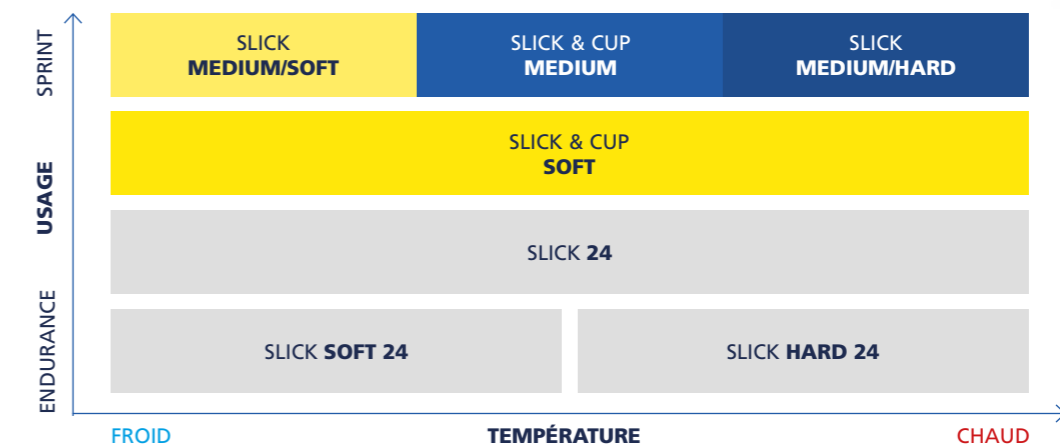 SPRINT
SLICK
MEDIUM/SOFT
SLICK & CUP
MEDIUM
SLICK
MEDIUM/HARD
USAGE
SLICK & CUP
SOFT
SLICK 24
ENDURANCE
SLICK SOFT 24
SLICK HARD 24
FROID
TEMPÉRATURE
CHAUD